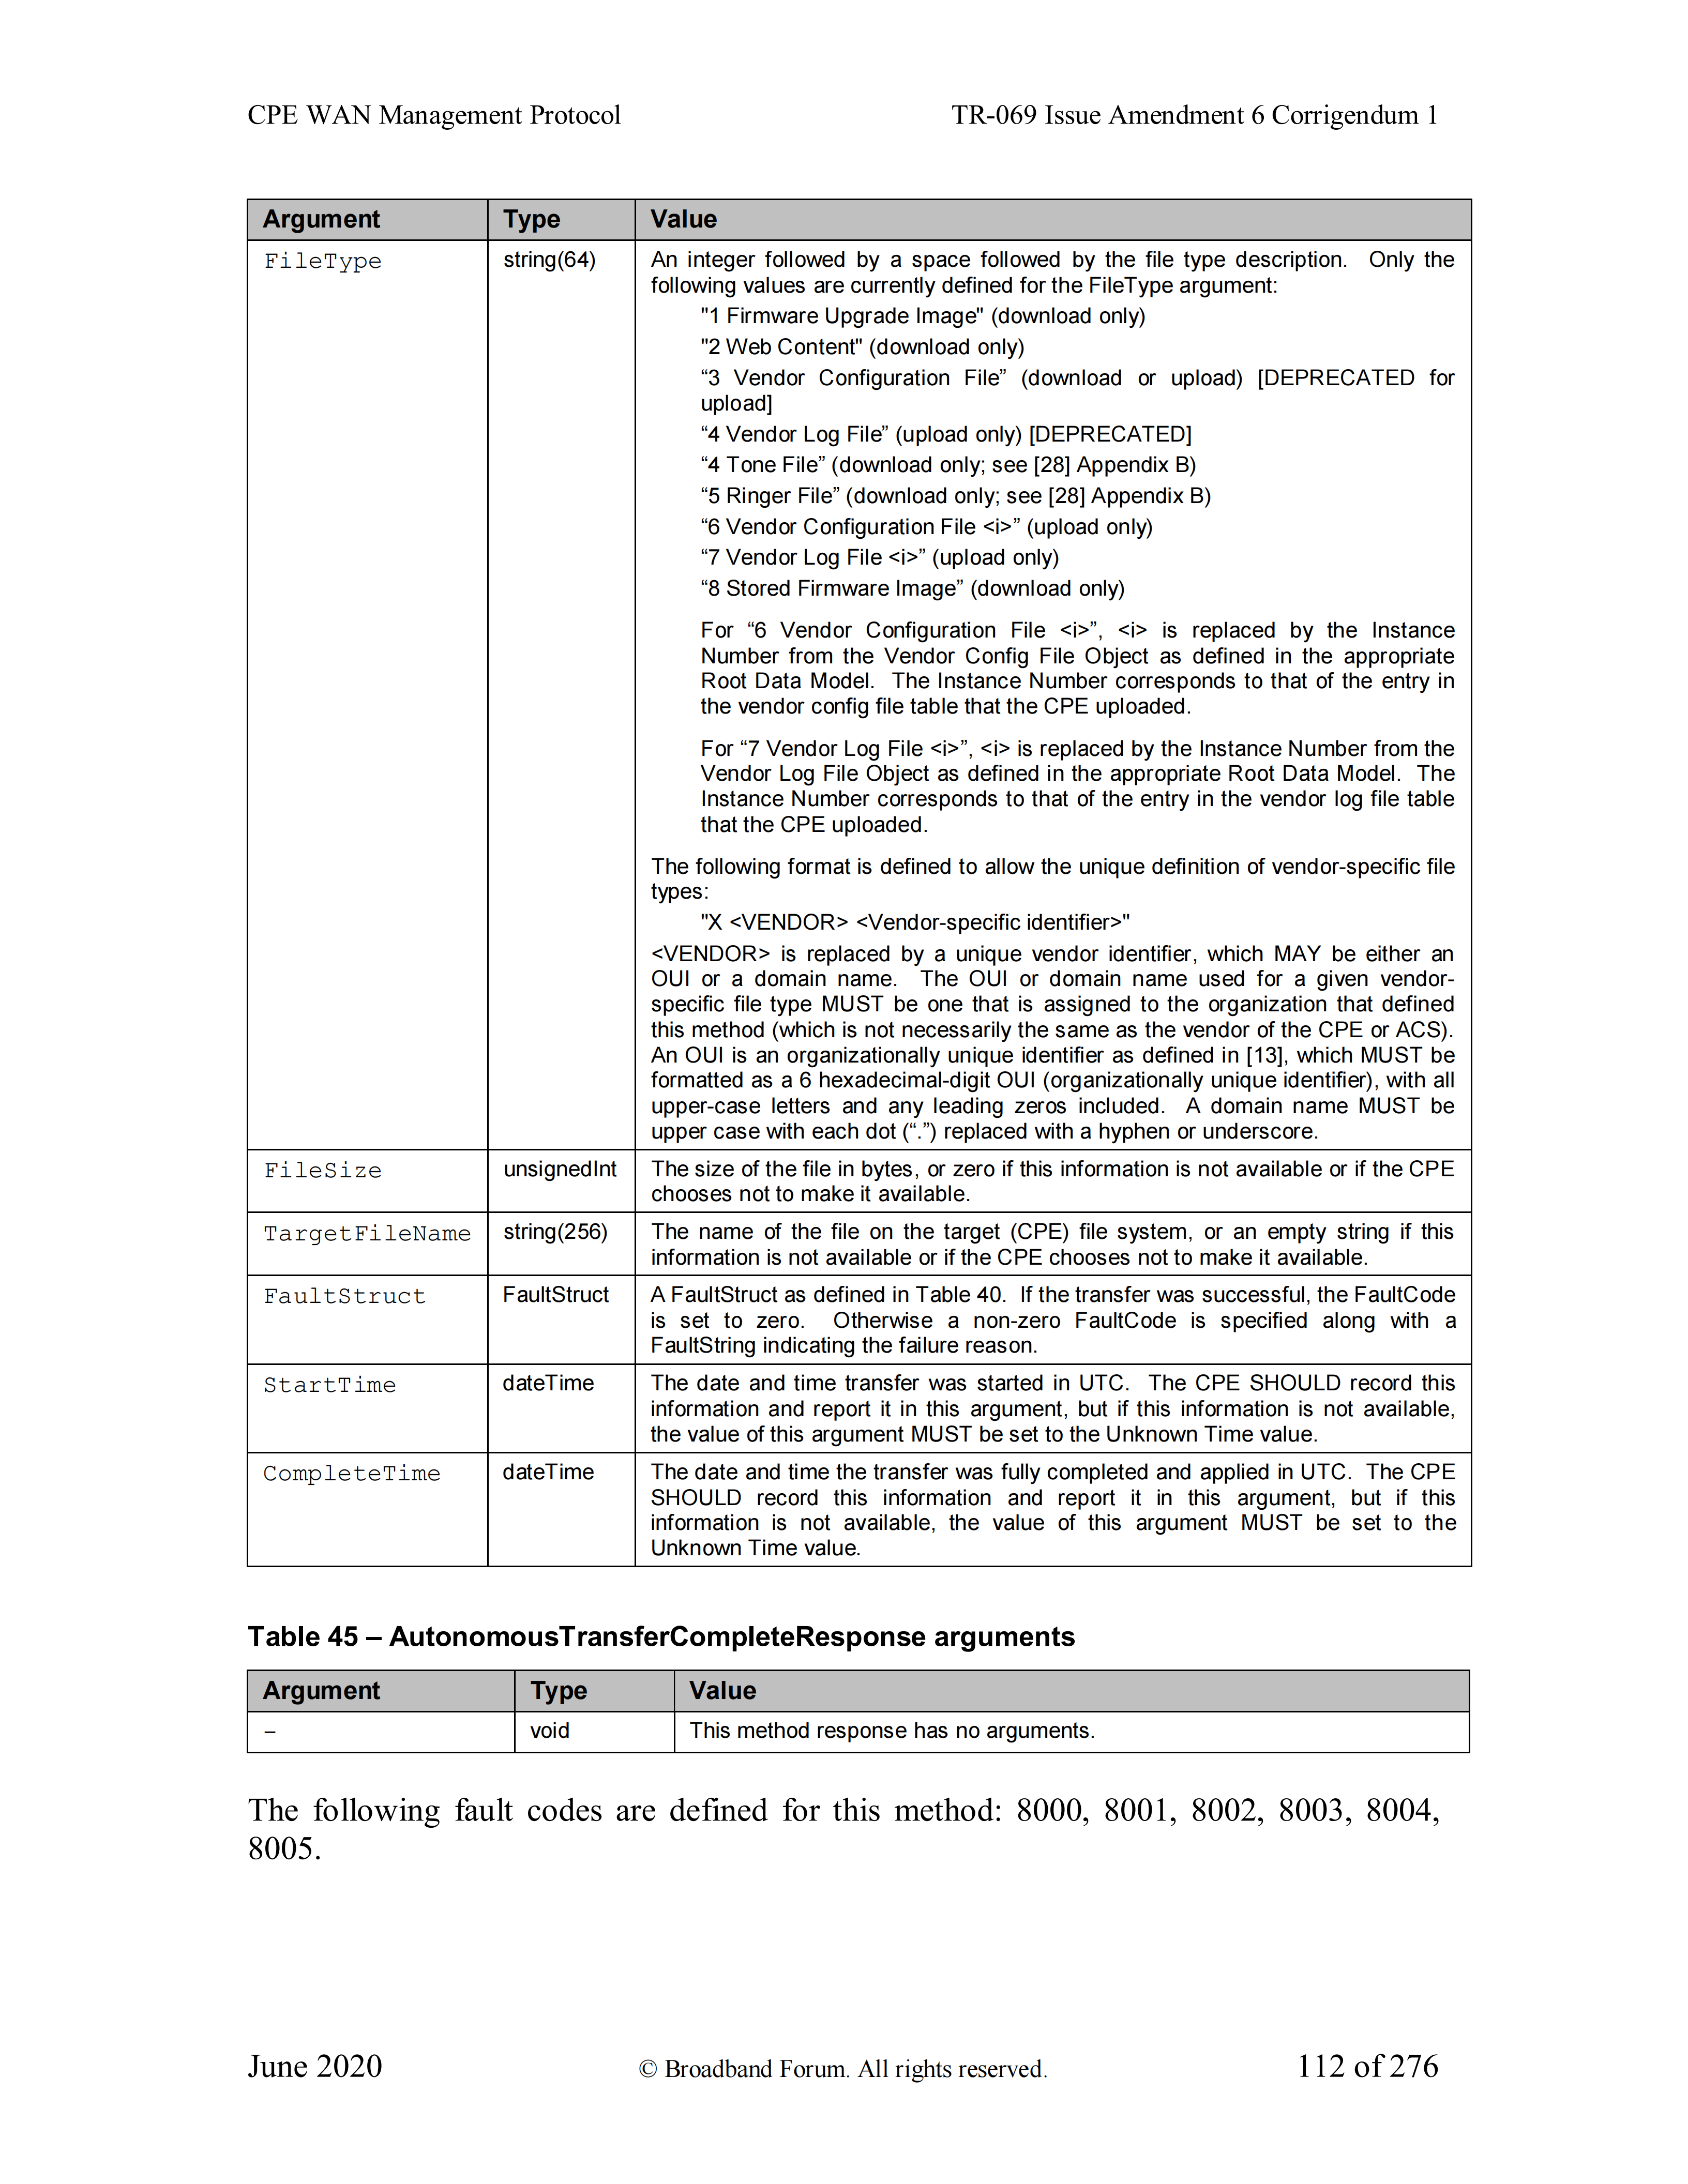 CPE WAN Management Protocol
TR-069 Issue Amendment 6 Corrigendum 1
Argument Type Value
FileType string(64) An integer followed by a space followed by the file type description. Only the
following values are currently defined for the FileType argument:
"1 Firmware Upgrade Image" (download only)
"2 Web Content" (download only)
“3 Vendor Configuration File” (download or upload) [DEPRECATED for
upload]
“4 Vendor Log File” (upload only) [DEPRECATED]
“4 Tone File” (download only; see [28] Appendix B)
“5 Ringer File” (download only; see [28] Appendix B)
“6 Vendor Configuration File <i>” (upload only)
“7 Vendor Log File <i>” (upload only)
“8 Stored Firmware Image” (download only)
For “6 Vendor Configuration File <i>”, <i> is replaced by the Instance
Number from the Vendor Config File Object as defined in the appropriate
Root Data Model. The Instance Number corresponds to that of the entry in
the vendor config file table that the CPE uploaded.
For “7 Vendor Log File <i>”, <i> is replaced by the Instance Number from the
Vendor Log File Object as defined in the appropriate Root Data Model. The
Instance Number corresponds to that of the entry in the vendor log file table
that the CPE uploaded.
The following format is defined to allow the unique definition of vendor-specific file
types:
"X <VENDOR> <Vendor-specific identifier>"
<VENDOR> is replaced by a unique vendor identifier, which MAY be either an
OUI or a domain name. The OUI or domain name used for a given vendor-
specific file type MUST be one that is assigned to the organization that defined
this method (which is not necessarily the same as the vendor of the CPE or ACS).
An OUI is an organizationally unique identifier as defined in [13], which MUST be
formatted as a 6 hexadecimal-digit OUI (organizationally unique identifier), with all
upper-case letters and any leading zeros included. A domain name MUST be
upper case with each dot (“.”) replaced with a hyphen or underscore.
FileSize unsignedInt The size of the file in bytes, or zero if this information is not available or if the CPE
chooses not to make it available.
TargetFileName string(256) The name of the file on the target (CPE) file system, or an empty string if this
information is not available or if the CPE chooses not to make it available.
FaultStruct FaultStruct A FaultStruct as defined in Table 40. If the transfer was successful, the FaultCode
is set to zero. Otherwise a non-zero FaultCode is specified along with a
FaultString indicating the failure reason.
StartTime dateTime The date and time transfer was started in UTC. The CPE SHOULD record this
information and report it in this argument, but if this information is not available,
the value of this argument MUST be set to the Unknown Time value.
CompleteTime dateTime The date and time the transfer was fully completed and applied in UTC. The CPE
SHOULD record this information and report it in this argument, but if this
information is not available, the value of this argument MUST be set to the
Unknown Time value.
Table 45 – AutonomousTransferCompleteResponse arguments
Argument Type Value
– void This method response has no arguments.
The following fault codes are defined for this method: 8000, 8001, 8002, 8003, 8004,
8005.
June 2020
© Broadband Forum. All rights reserved.
112 of 276